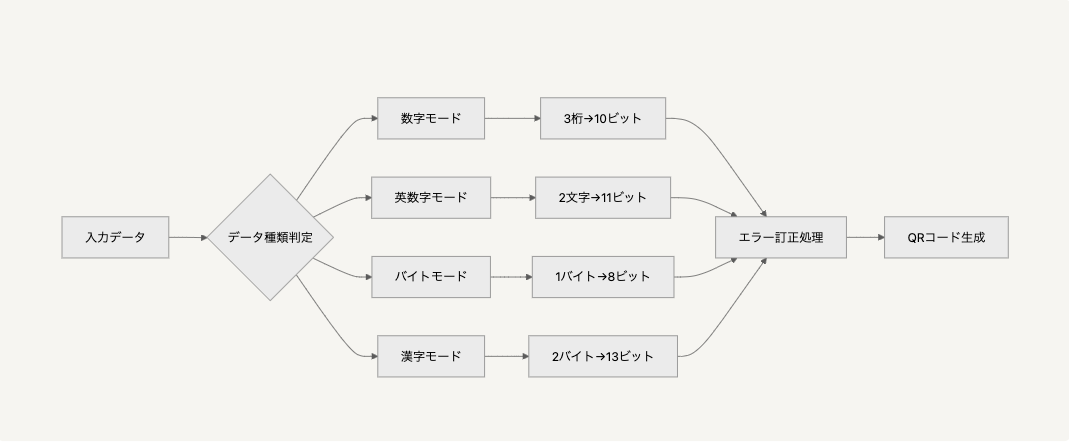 入力データ
データ種類判定
数字モード
3桁→10ビット
英数字モード
2文字→11ビット
バイトモード
1バイト→8ビット
漢字モード
2バイト→13ビット
エラー訂正処理
QRコード生成